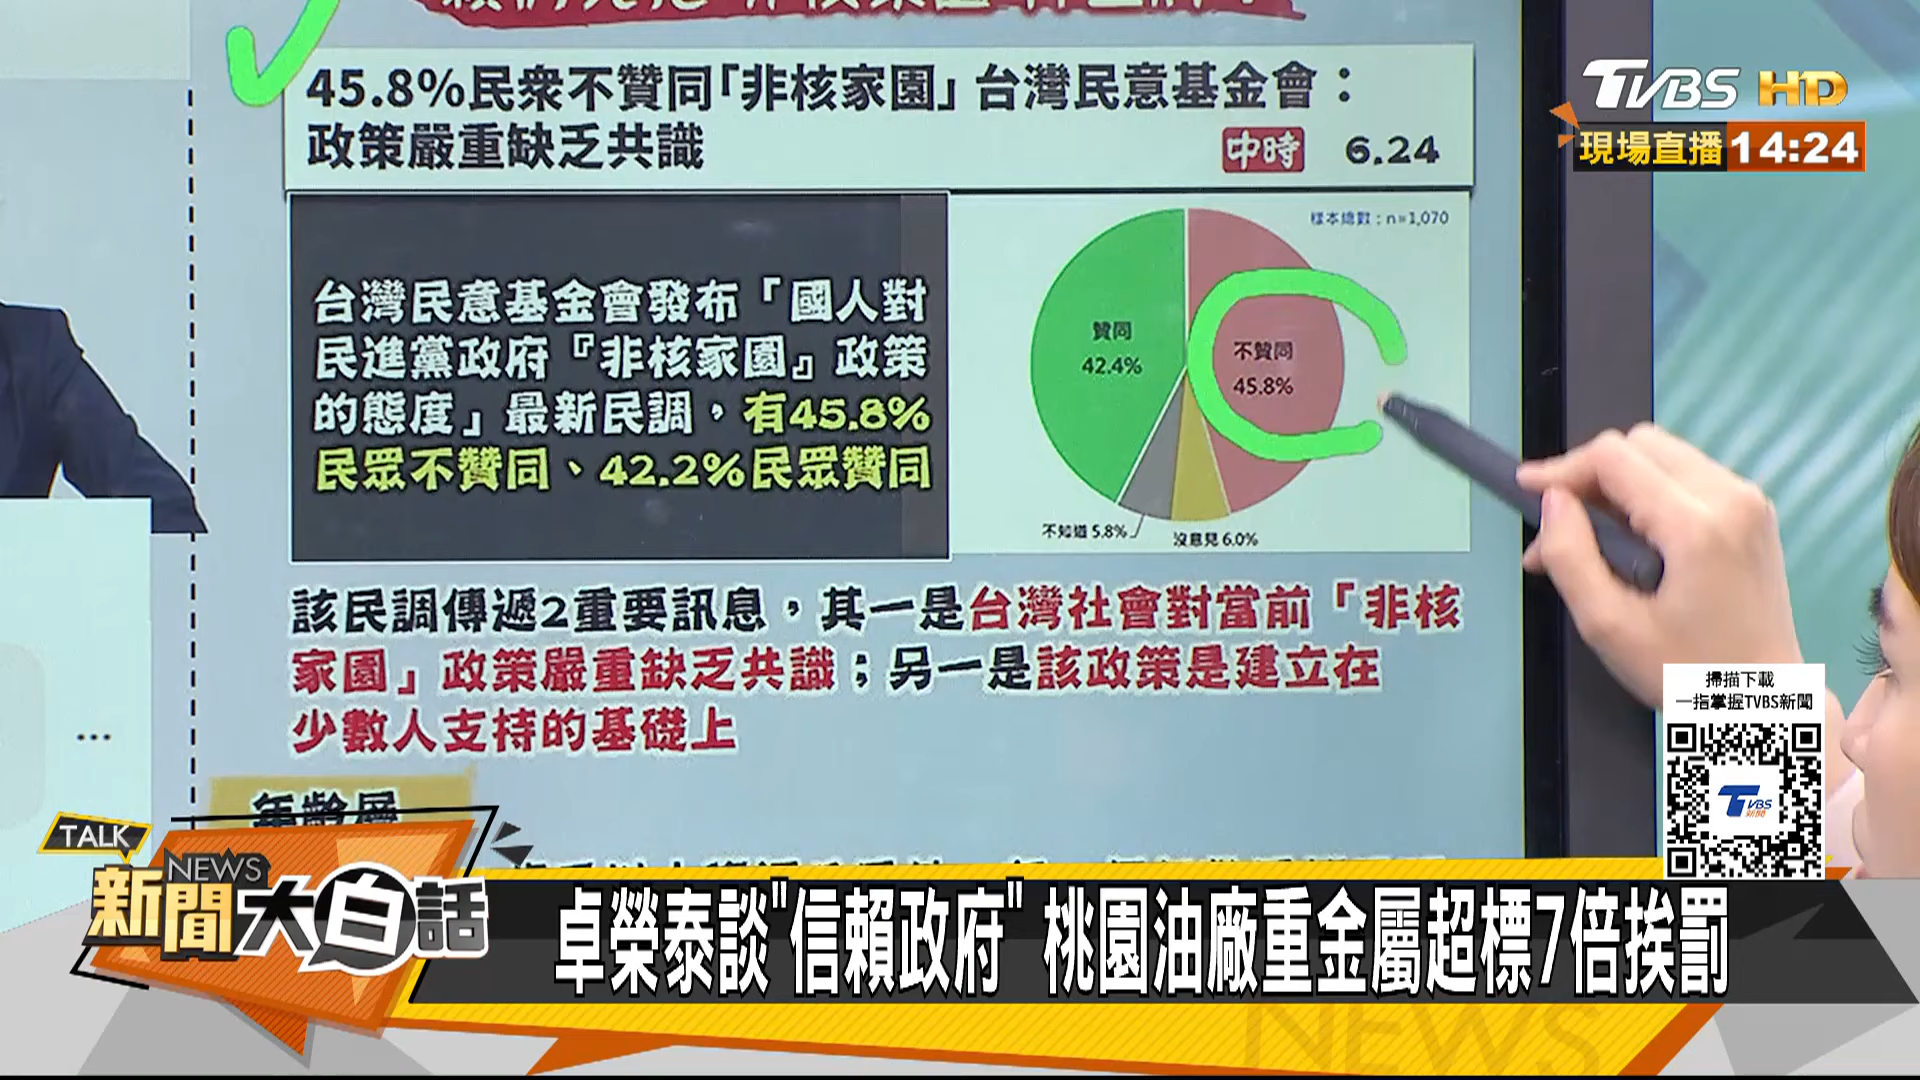 45.8%民衆不贊同「非核家園」台灣民意基金會：
政策嚴重缺乏共識
中時 6.24
TVBS HD
現場直播 14:24
樣本總數：n=1,070
台灣民意基金會發布「國人對
民進黨政府『非核家園』政策
的態度」最新民調，有45.8%
民眾不贊同、42.2%民眾贊同
贊同
42.4%
不贊同
45.8%
不知道 5.8%
沒意見 6.0%
該民調傳遞2重要訊息，其一是台灣社會對當前「非核
家園」政策嚴重缺乏共識；另一是該政策是建立在
少數人支持的基礎上
...
年齡層
掃描下載
一指掌握TVBS新聞
TVBS
新聞
TALK
NEWS
新聞大白話
卓榮泰談"信賴政府" 桃園油廠重金屬超標7倍挨罰
NEWS